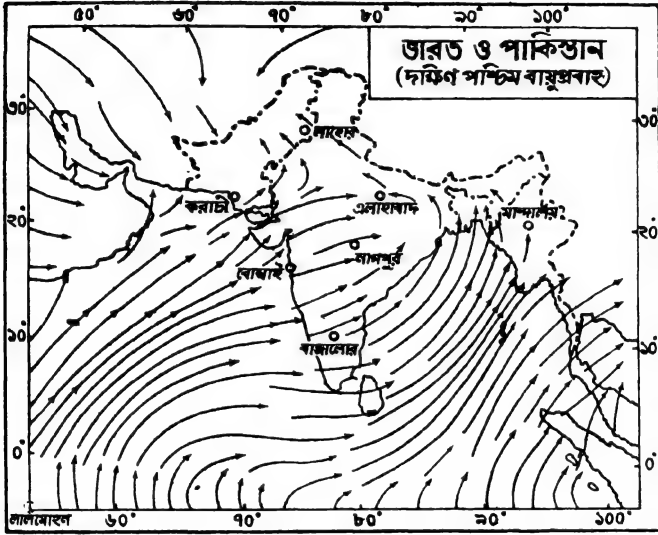 ৫০° ৬০° ৭০° ৮০° ৯০° ১০০°
ভারত ও পাকিস্তান
(দক্ষিণ পশ্চিম বায়ুপ্রবাহ)
৩০° ৩০°
লাহোর
করাচী
এলাহাবাদ
মান্দালয়
২০° ২০°
নাগপুর
বোম্বাই
১০° ১০°
বাঙ্গালোর
০° ০°
লালমোহন ৬০° ৭০° ৮০° ৯০° ১০০°